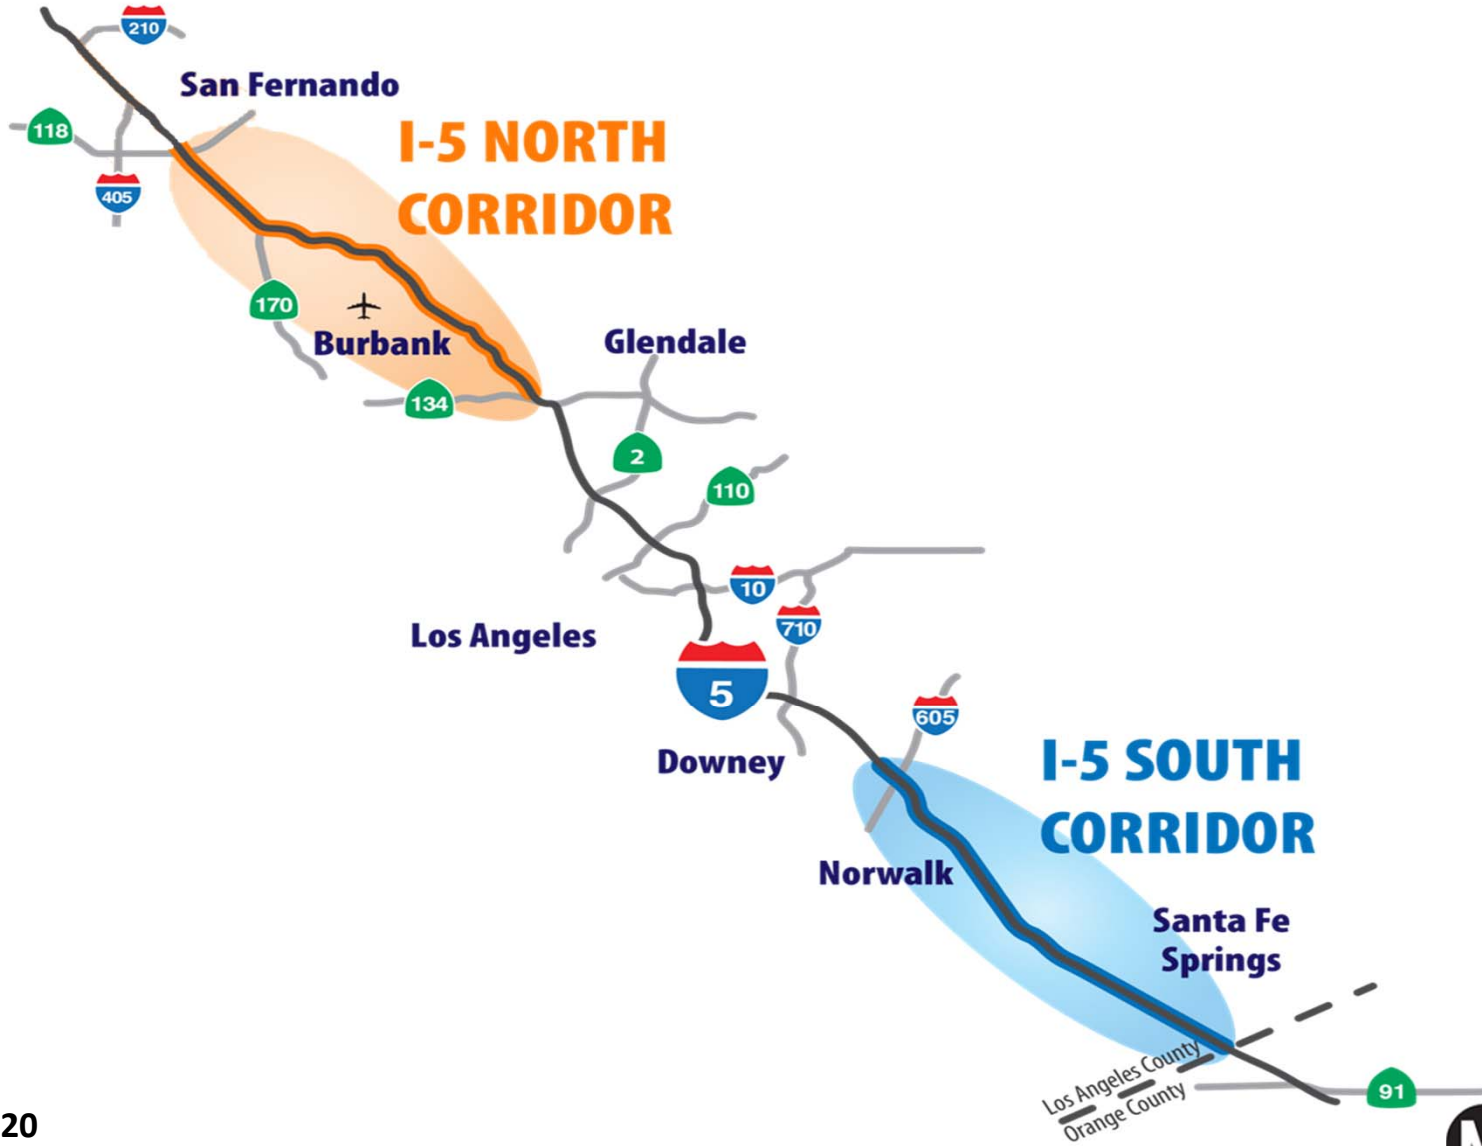 210
San Fernando
118
I-5 NORTH
CORRIDOR
405
170
Burbank
Glendale
134
2
110
10
Los Angeles
710
5
605
Downey
I-5 SOUTH
CORRIDOR
Norwalk
Santa Fe
Springs
Los Angeles County
Orange County
91
20